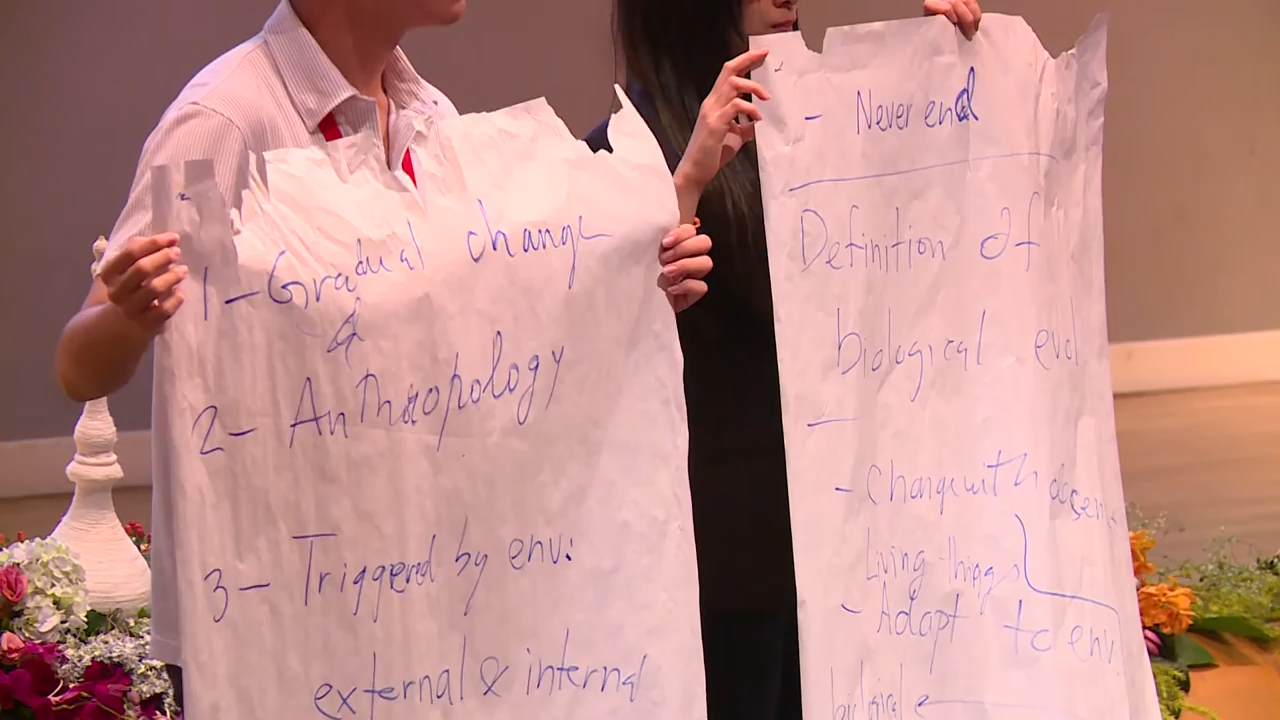 1- Gradual change
&
2- Anthropology
3- Triggered by env:
external & internal
- Never end
Definition of
biological evol
- Change with descent
Living things
- Adapt to env
biological